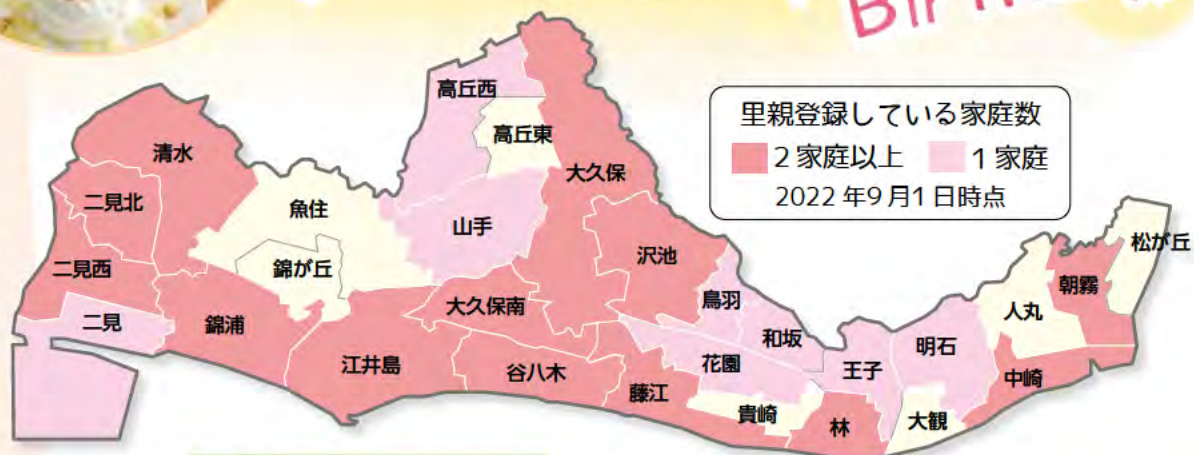 高丘西
高丘東
清水
大久保
二見北
魚住
山手
二見西
錦が丘
沢池
二見
錦浦
大久保南
鳥羽
和坂
江井島
谷八木
花園
藤江
貴崎
林
王子
明石
大観
人丸
朝霧
松が丘
中崎
里親登録している家庭数
2家庭以上 1家庭
2022年9月1日時点